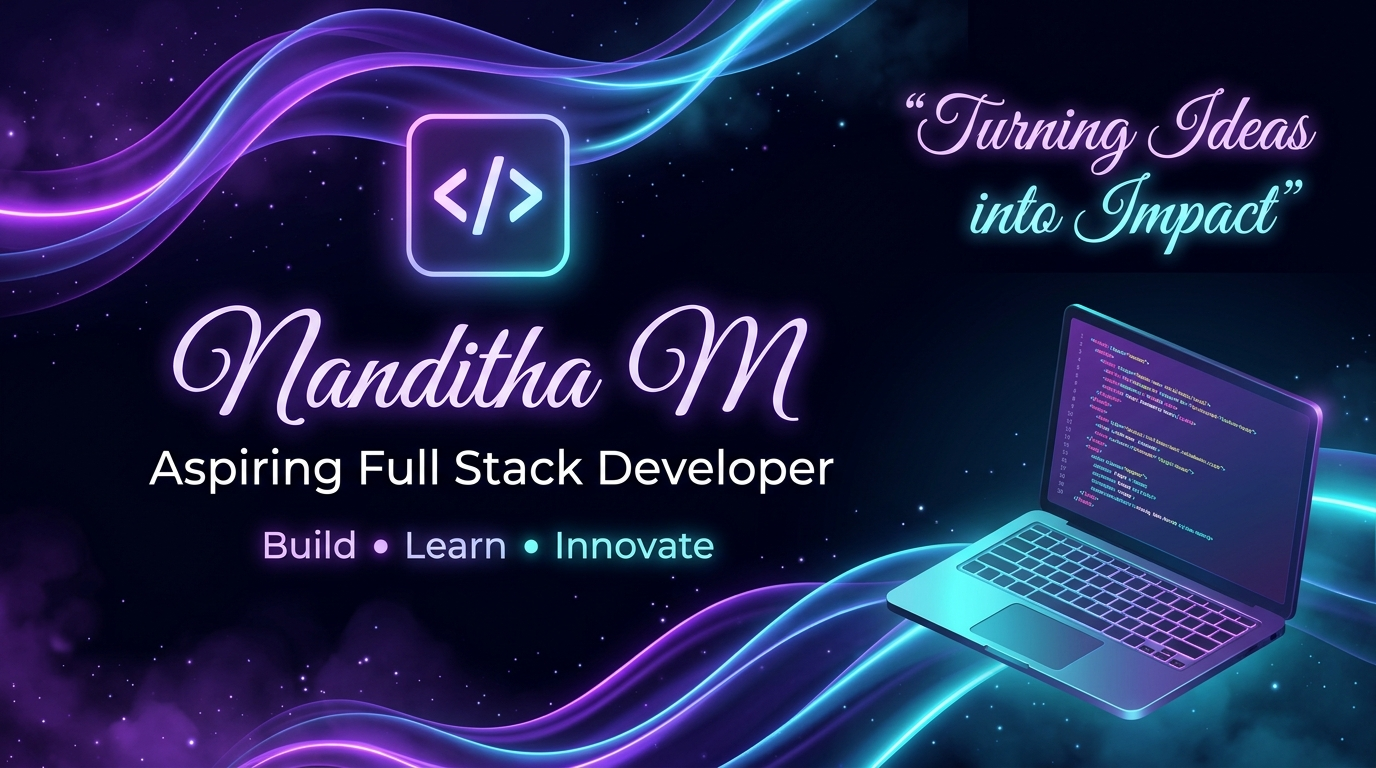 </>
Nanditha M
Aspiring Full Stack Developer
Build • Learn • Innovate
“Turning Ideas
into Impact”